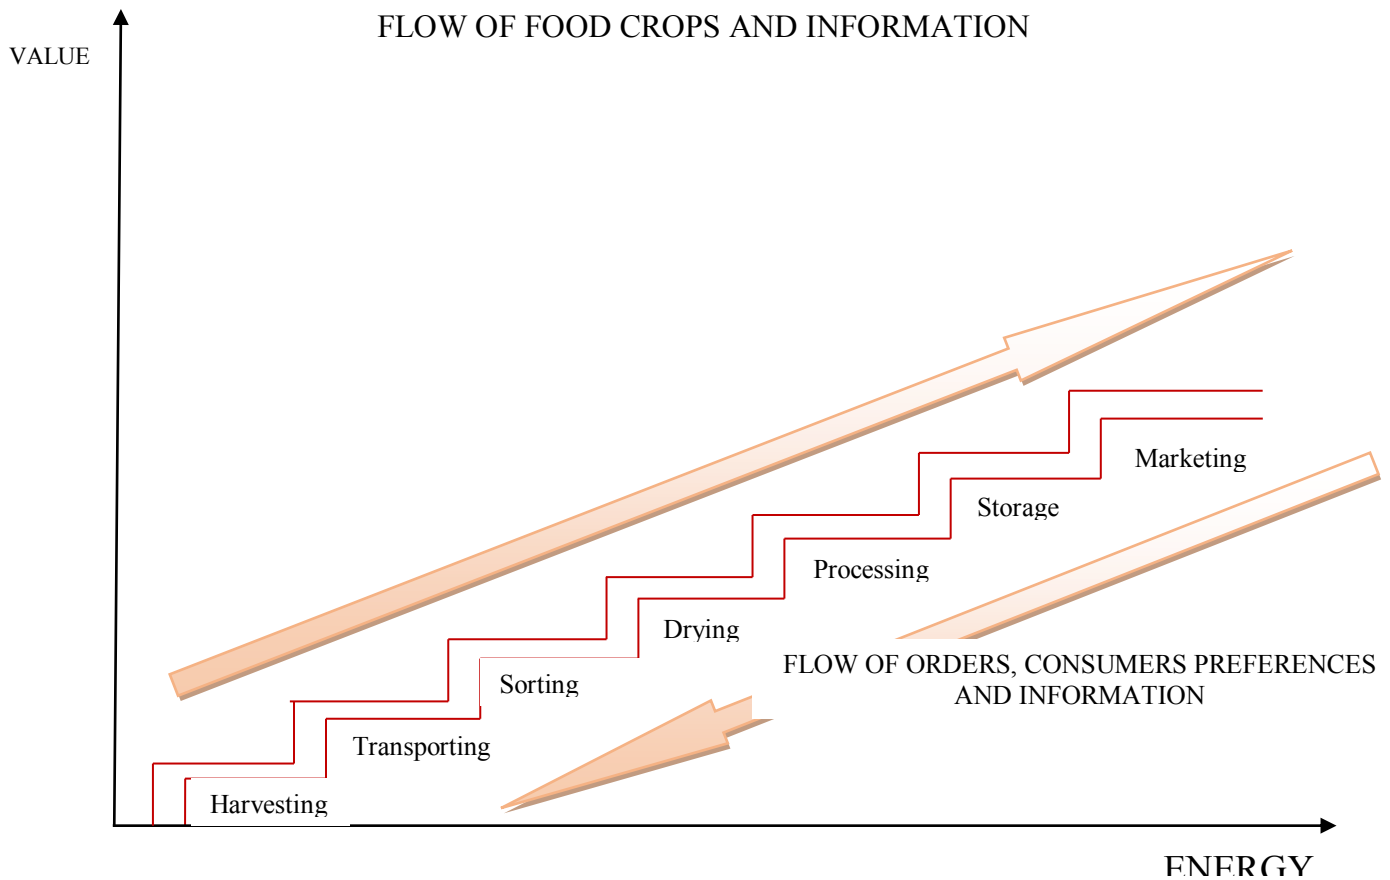 FLOW OF FOOD CROPS AND INFORMATION
VALUE
Marketing
Storage
Processing
Drying
FLOW OF ORDERS, CONSUMERS PREFERENCES
AND INFORMATION
Sorting
Transporting
Harvesting
ENERGY